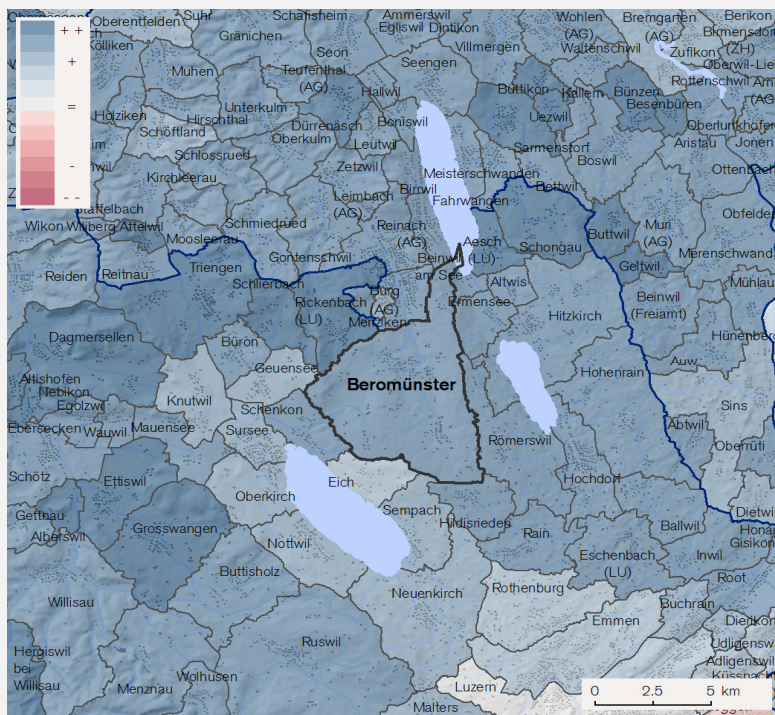 Oberentfelden
Suhr
Schafisheim
Ammerswil
Egliswil
Dintikon
Wohlen
(AG)
Bremgarten
(AG)
Berikon
Kölliken
Gränichen
Seon
Villmergen
Waltenschwil
Zufikon
(ZH)
+ +
+
=
-
- -
Muhen
Teufenthal
(AG)
Seengen
Rottenschwil
Hallwil
Büttikon
Kallern
Bünzen
Besenbüren
Holziken
Hirschthal
Unterkulm
Boniswil
Uezwil
Schöftland
Dürrenäsch
Oberkulm
Leutwil
Sarmenstorf
Boswil
Aristau
Jonen
Schlossrued
Zetzwil
Meisterschwanden
Bettwil
Kirchleerau
Leimbach
(AG)
Birrwil
Fahrwangen
Wikon
Wiliberg
Attelwil
Schmiedrued
Reinach
(AG)
Aesch
(LU)
Schongau
Buttwil
Muri
(AG)
Moosleerau
Merenschwand
Reiden
Reitnau
Triengen
Gontenschwil
Beinwil
am See
Geltwil
Schlierbach
Rickenbach
(LU)
Burg
(AG)
Menziken
Ermensee
Altwis
Hitzkirch
Beinwil
(Freiamt)
Mühlau
Dagmersellen
Büron
Geuensee
Beromünster
Hohenrain
Auw
Altishofen
Nebikon
Egolzwil
Knutwil
Schenkon
Sins
Ebersecken
Wauwil
Mauensee
Sursee
Römerswil
Abtwil
Oberrüti
Schötz
Ettiswil
Oberkirch
Eich
Hochdorf
Sempach
Hildisrieden
Gettnau
Alberswil
Grosswangen
Nottwil
Rain
Ballwil
Dietwil
Gisikon
Buttisholz
Eschenbach
(LU)
Inwil
Root
Willisau
Neuenkirch
Rothenburg
Buchrain
Emmen
Hergiswil
bei
Willisau
Ruswil
Menznau
Wolhusen
Luzern
Malters
0 2.5 5 km